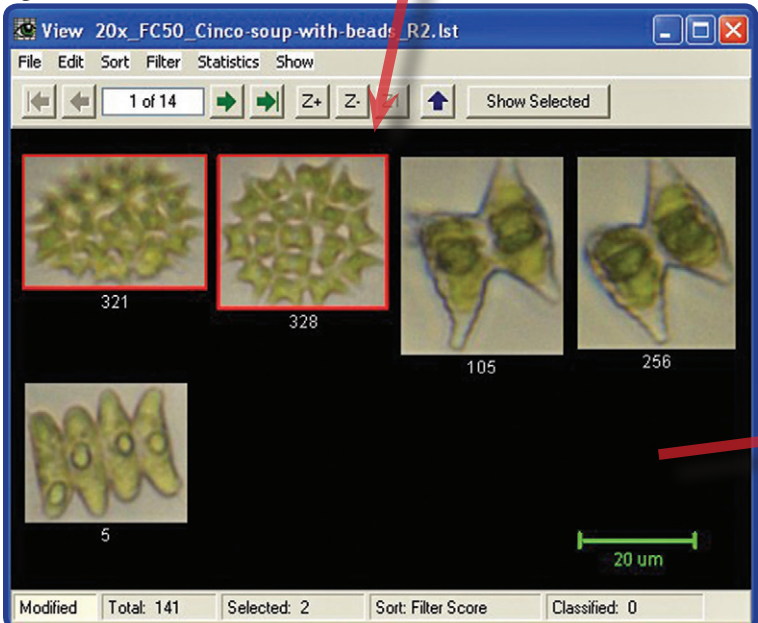 View 20x_FC50_Cinco-soup-with-beads_R2.lst
File Edit Sort Filter Statistics Show
1 of 14 Z+ Z- Z1 Show Selected
321
328
105
256
5
20 um
Modified Total: 141 Selected: 2 Sort: Filter Score Classified: 0